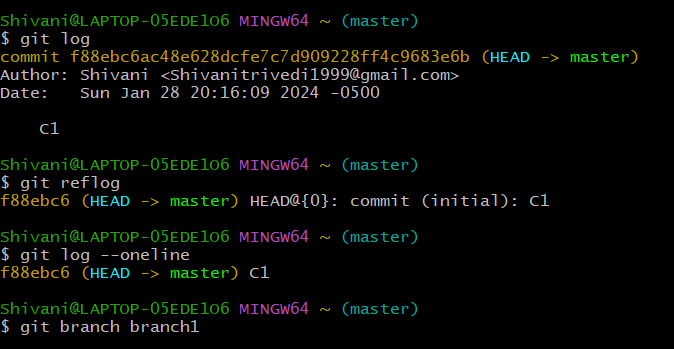 Shivani@LAPTOP-05EDE1O6 MINGW64 ~ (master)
$ git log
commit f88ebc6ac48e628dcfe7c7d909228ff4c9683e6b (HEAD -> master)
Author: Shivani <Shivanitrivedi1999@gmail.com>
Date:   Sun Jan 28 20:16:09 2024 -0500
    C1
Shivani@LAPTOP-05EDE1O6 MINGW64 ~ (master)
$ git reflog
f88ebc6 (HEAD -> master) HEAD@{0}: commit (initial): C1
Shivani@LAPTOP-05EDE1O6 MINGW64 ~ (master)
$ git log --oneline
f88ebc6 (HEAD -> master) C1
Shivani@LAPTOP-05EDE1O6 MINGW64 ~ (master)
$ git branch branch1